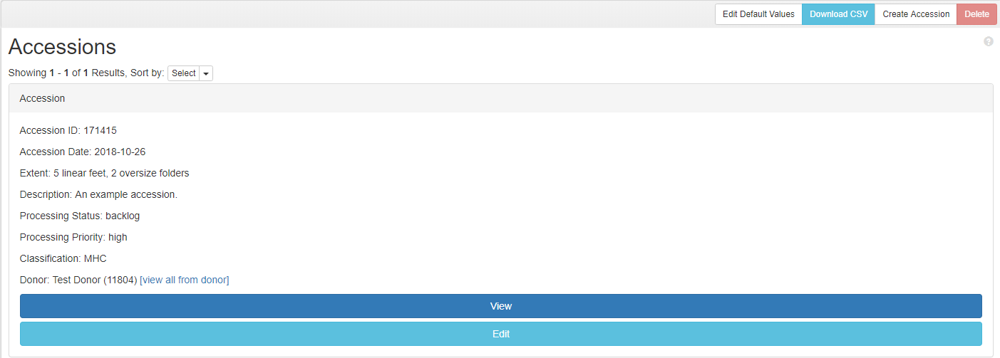 Edit Default Values Download CSV Create Accession Delete
Accessions
?
Showing 1 - 1 of 1 Results, Sort by: Select
Accession
Accession ID: 171415
Accession Date: 2018-10-26
Extent: 5 linear feet, 2 oversize folders
Description: An example accession.
Processing Status: backlog
Processing Priority: high
Classification: MHC
Donor: Test Donor (11804) [view all from donor]
View
Edit